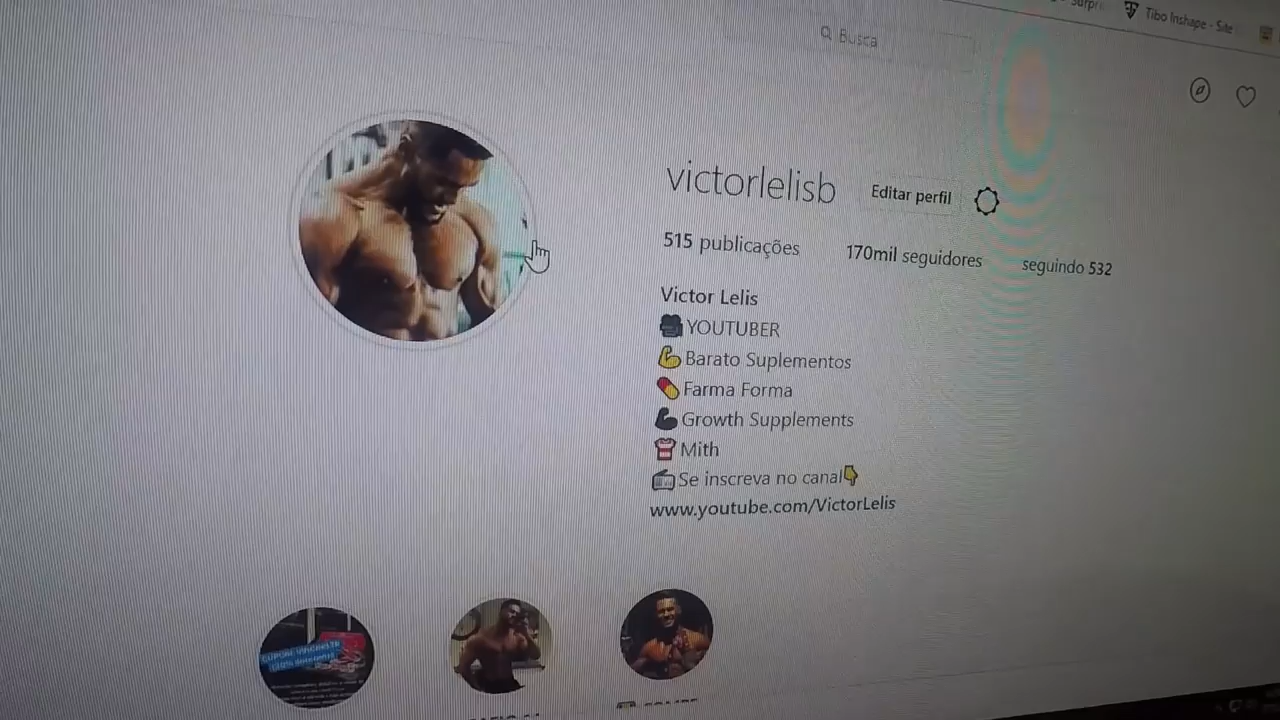 Tibo Inshape - Site
Busca
victorlelisb Editar perfil
515 publicações 170mil seguidores seguindo 532
Victor Lelis
YOUTUBER
Barato Suplementos
Farma Forma
Growth Supplements
Mith
Se inscreva no canal
www.youtube.com/VictorLelis